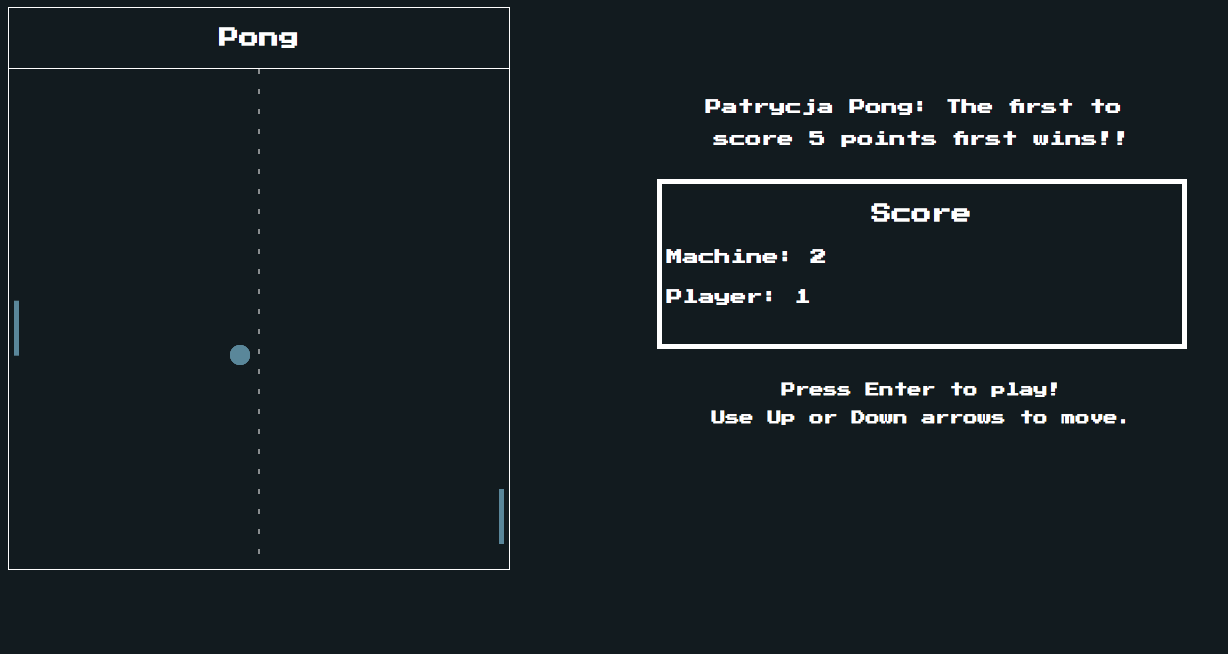 Pong
Patrycja Pong: The first to
score 5 points first wins!!
Score
Machine: 2
Player: 1
Press Enter to play!
Use Up or Down arrows to move.